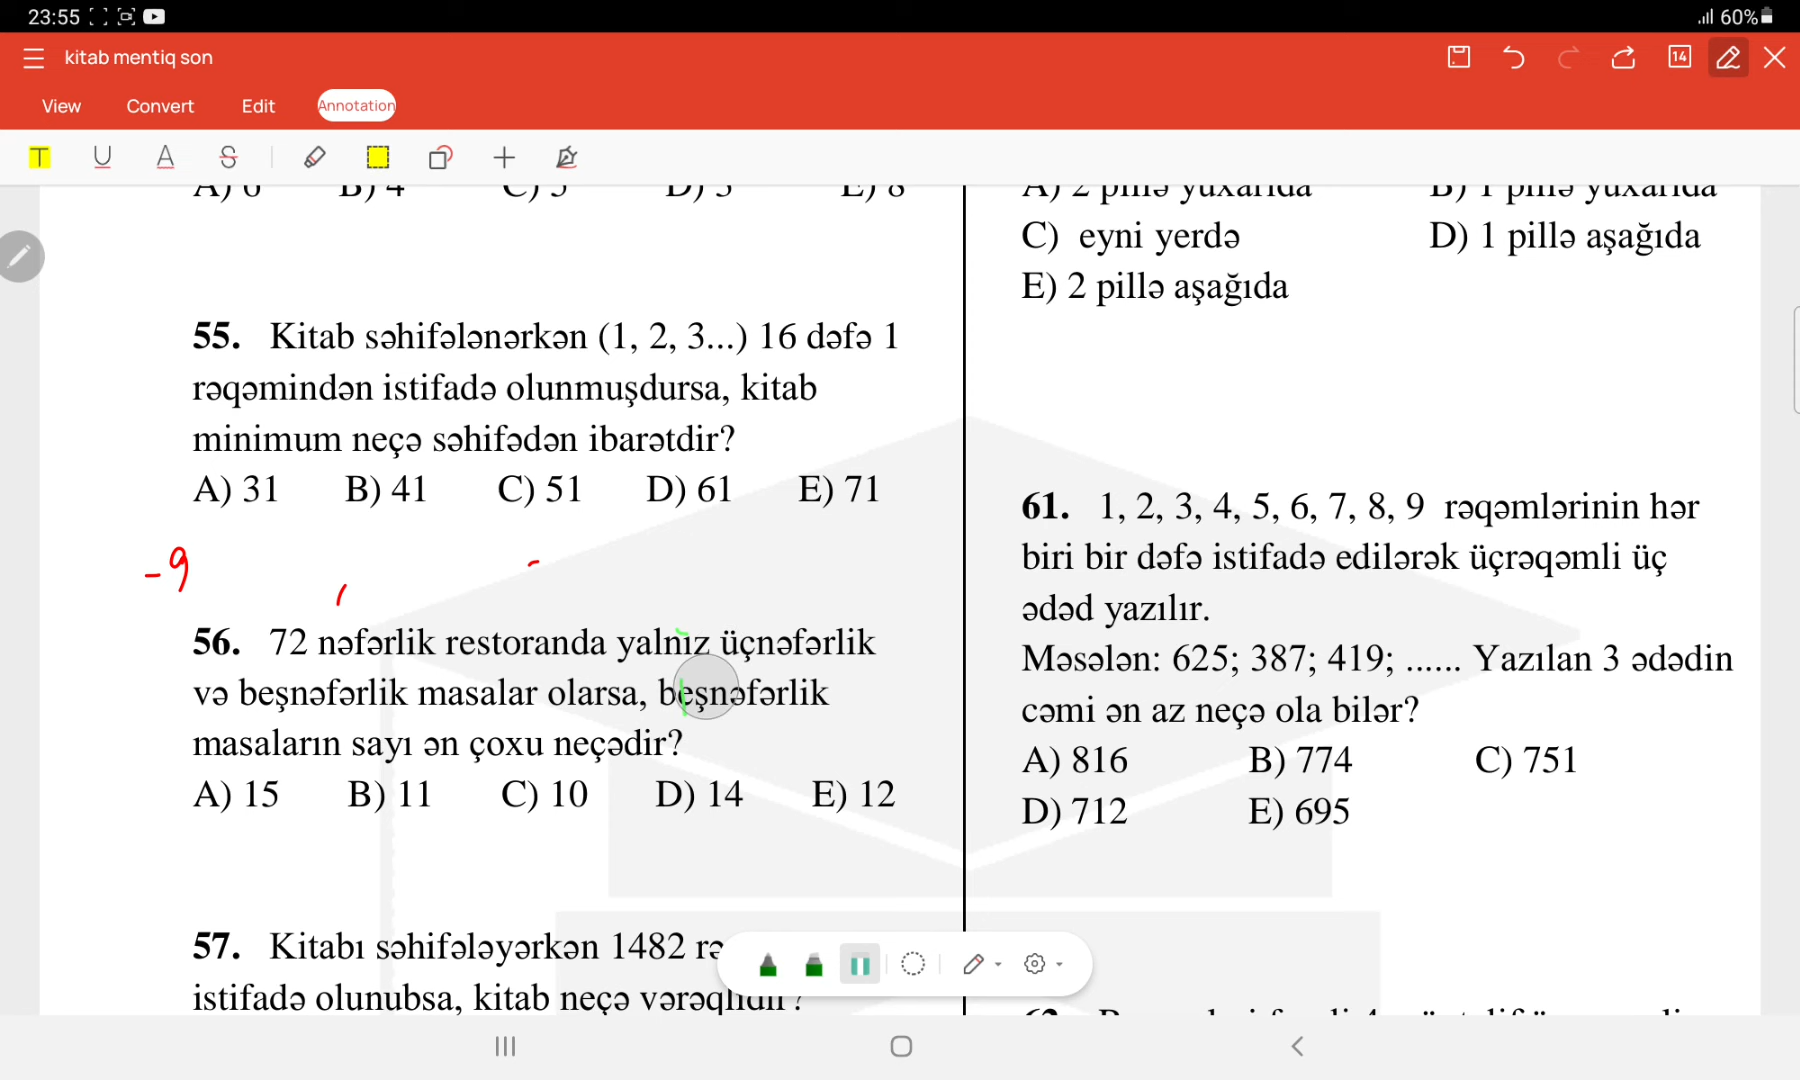 23:55
60%
kitab mentiq son
14
View Convert Edit Annotation
T U A S
C) eyni yerdə D) 1 pillə aşağıda
E) 2 pillə aşağıda
55. Kitab səhifələnərkən (1, 2, 3...) 16 dəfə 1
rəqəmindən istifadə olunmuşdursa, kitab
minimum neçə səhifədən ibarətdir?
A) 31 B) 41 C) 51 D) 61 E) 71
-9
56. 72 nəfərlik restoranda yalnız üçnəfərlik
və beşnəfərlik masalar olarsa, beşnəfərlik
masaların sayı ən çoxu neçədir?
A) 15 B) 11 C) 10 D) 14 E) 12
57. Kitabı səhifələyərkən 1482
istifadə olunubsa, kitab neçə vərəqlidir?
61. 1, 2, 3, 4, 5, 6, 7, 8, 9 rəqəmlərinin hər
biri bir dəfə istifadə edilərək üçrəqəmli üç
ədəd yazılır.
Məsələn: 625; 387; 419; ...... Yazılan 3 ədədin
cəmi ən az neçə ola bilər?
A) 816 B) 774 C) 751
D) 712 E) 695